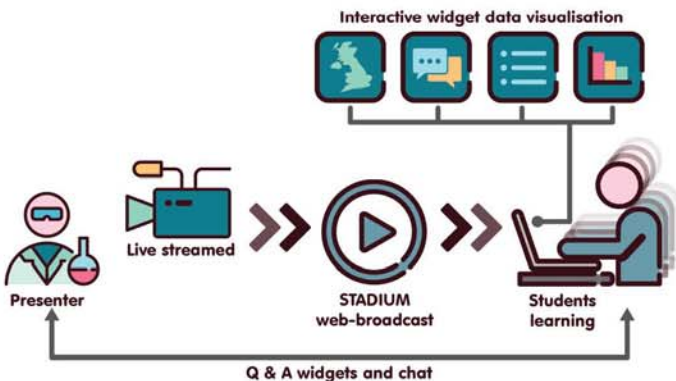 Interactive widget data visualisation
Live streamed
Presenter
STADIUM
web-broadcast
Students
learning
Q & A widgets and chat